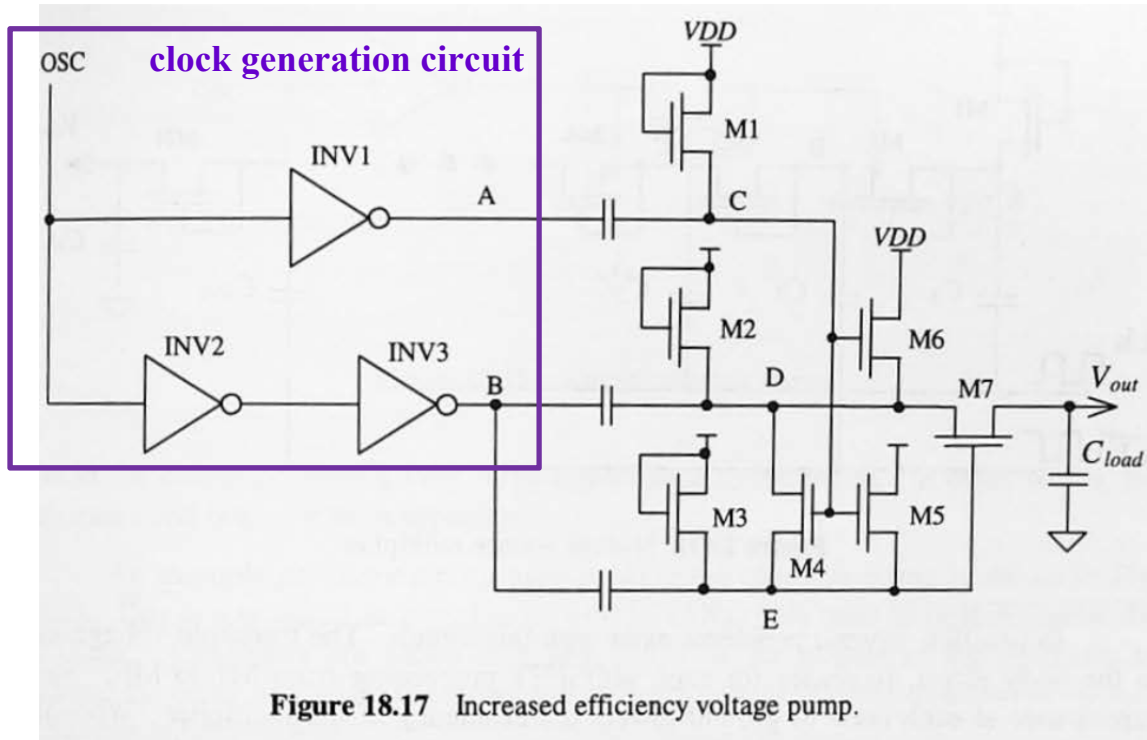 clock generation circuit
OSC
VDD
M1
INV1
A
C
VDD
M2
M6
INV2
INV3
B
D
M7
Vout
Cload
M3
M4
M5
E
Figure 18.17 Increased efficiency voltage pump.